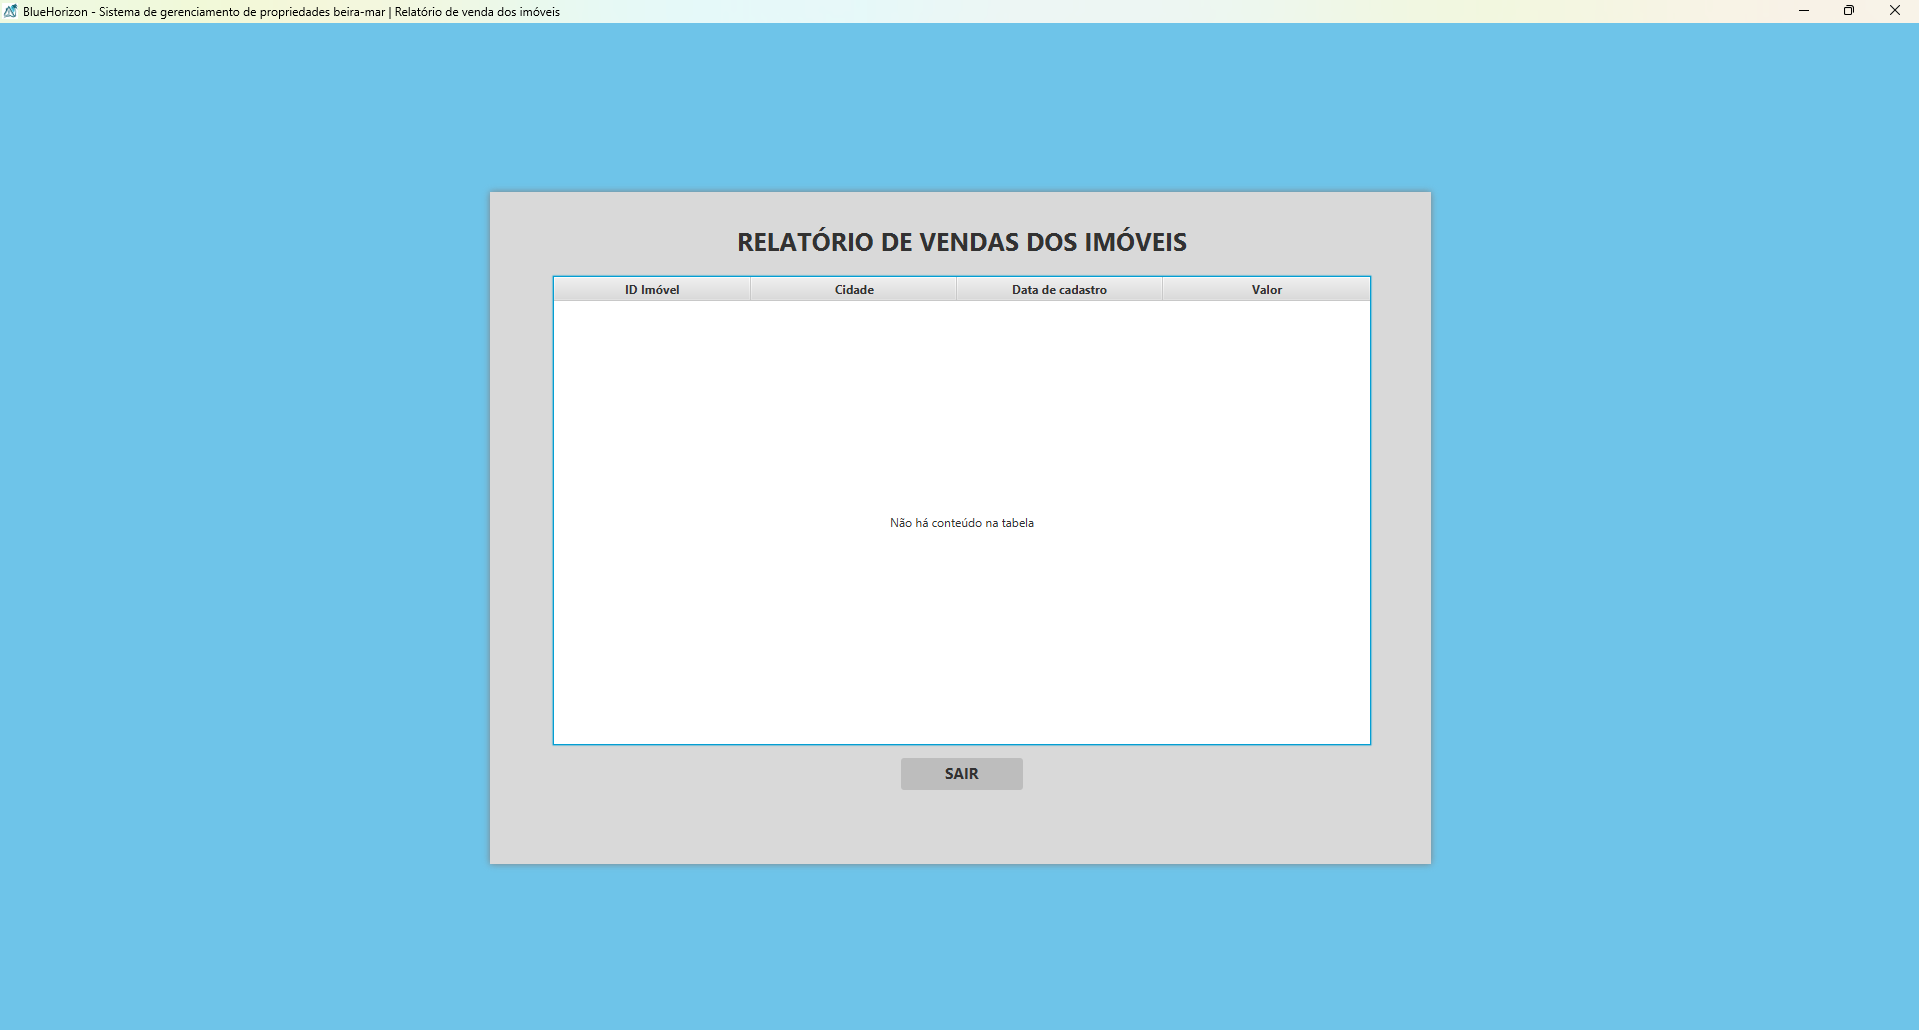 BlueHorizon - Sistema de gerenciamento de propriedades beira-mar | Relatório de venda dos imóveis
RELATÓRIO DE VENDAS DOS IMÓVEIS
ID Imóvel Cidade Data de cadastro Valor
Não há conteúdo na tabela
SAIR